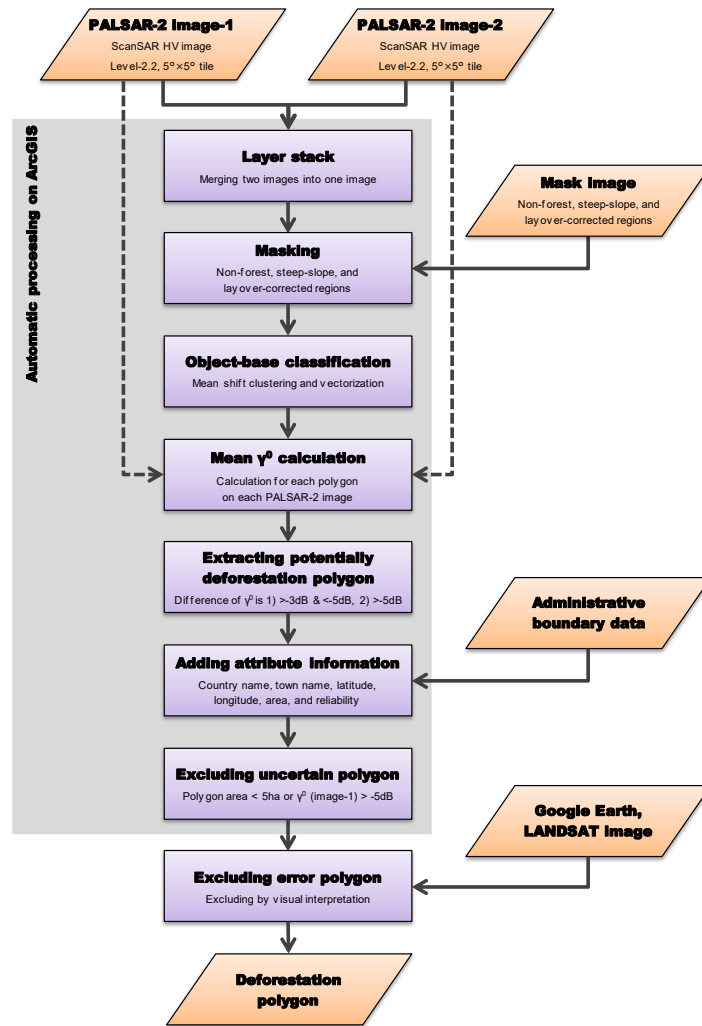 PALSAR-2 Image-1
ScanSAR HV image
Level-2.2, 5°×5° tile
PALSAR-2 Image-2
ScanSAR HV image
Level-2.2, 5°×5° tile
Automatic processing on ArcGIS
Layer stack
Merging two images into one image
Mask Image
Non-forest, steep-slope, and
layover-corrected regions
Masking
Non-forest, steep-slope, and
layover-corrected regions
Object-base classification
Mean shift clustering and vectorization
Mean γ⁰ calculation
Calculation for each polygon
on each PALSAR-2 image
Extracting potentially
deforestation polygon
Difference of γ⁰ is 1) >-3dB & <-5dB, 2) >-5dB
Administrative
boundary data
Adding attribute information
Country name, town name, latitude,
longitude, area, and reliability
Excluding uncertain polygon
Polygon area < 5ha or γ⁰ (image-1) > -5dB
Google Earth,
LANDSAT Image
Excluding error polygon
Excluding by visual interpretation
Deforestation
polygon